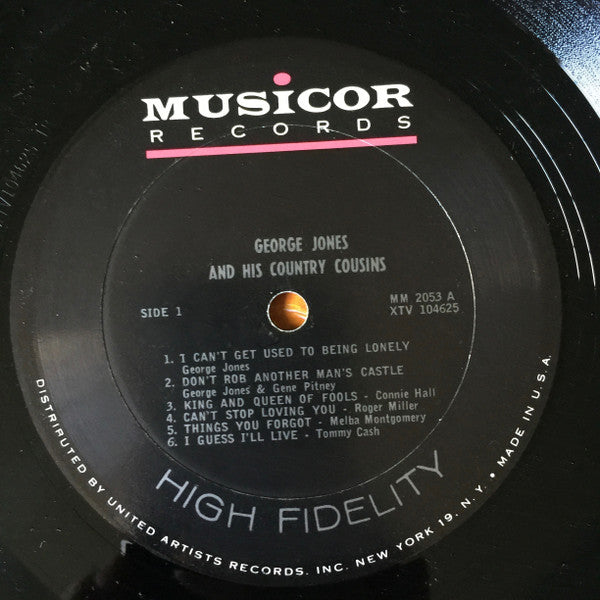 MUSICOR
RECORDS
GEORGE JONES
AND HIS COUNTRY COUSINS
SIDE 1
MM 2053 A
XTV 104625
1. I CAN'T GET USED TO BEING LONELY
George Jones
2. DON'T ROB ANOTHER MAN'S CASTLE
George Jones & Gene Pitney
3. KING AND QUEEN OF FOOLS - Connie Hall
4. CAN'T STOP LOVING YOU - Roger Miller
5. THINGS YOU FORGOT - Melba Montgomery
6. I GUESS I'LL LIVE - Tommy Cash
HIGH FIDELITY
DISTRIBUTED BY UNITED ARTISTS RECORDS, INC. NEW YORK 19, N.Y. • MADE IN U.S.A.